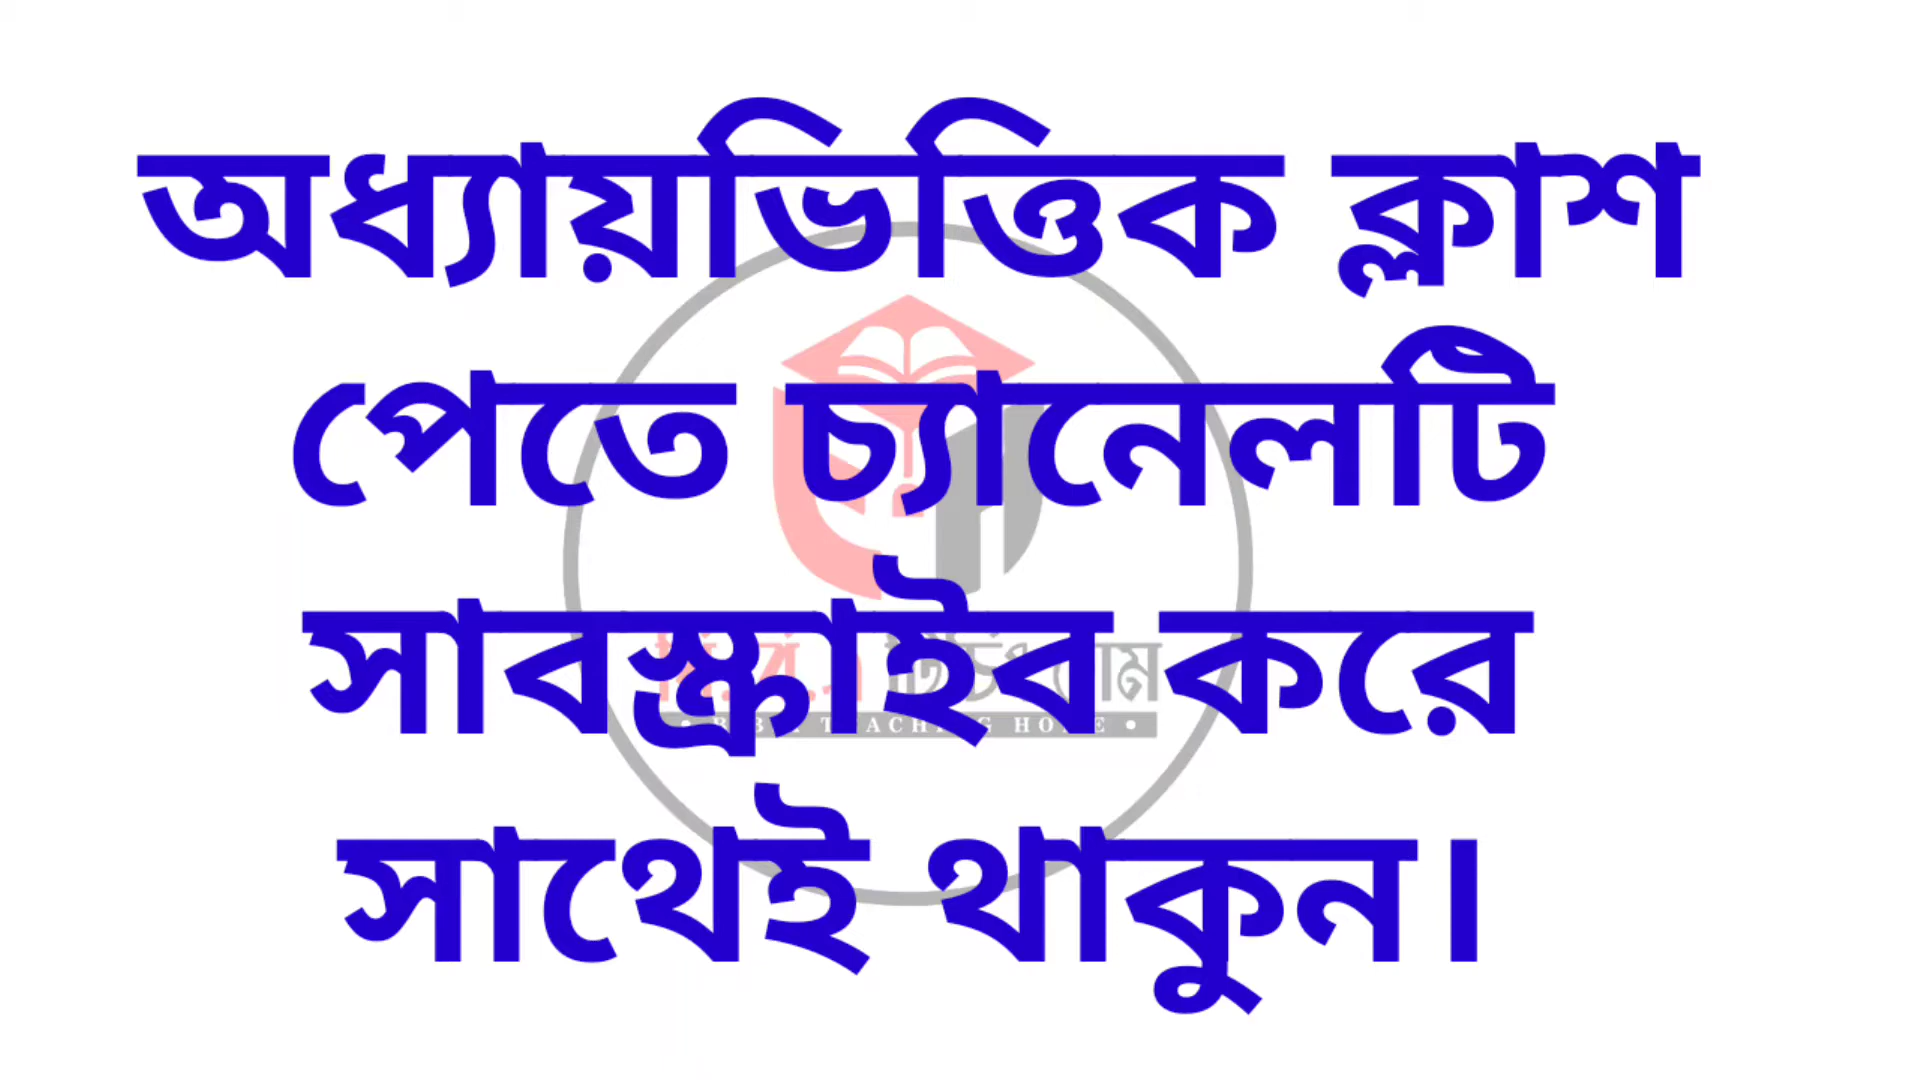 অধ্যায়ভিত্তিক ক্লাশ
পেতে চ্যানেলটি
সাবস্ক্রাইব করে
সাথেই থাকুন।